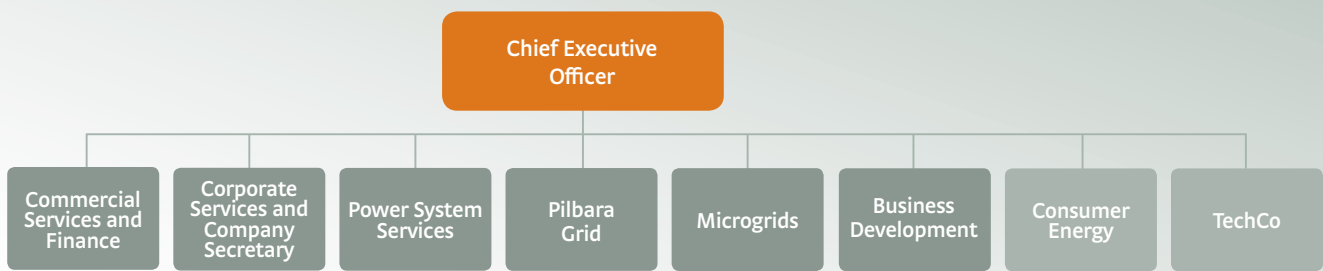 Chief Executive
Officer
Commercial
Services and
Finance
Corporate
Services and
Company
Secretary
Power System
Services
Pilbara
Grid
Microgrids
Business
Development
Consumer
Energy
TechCo